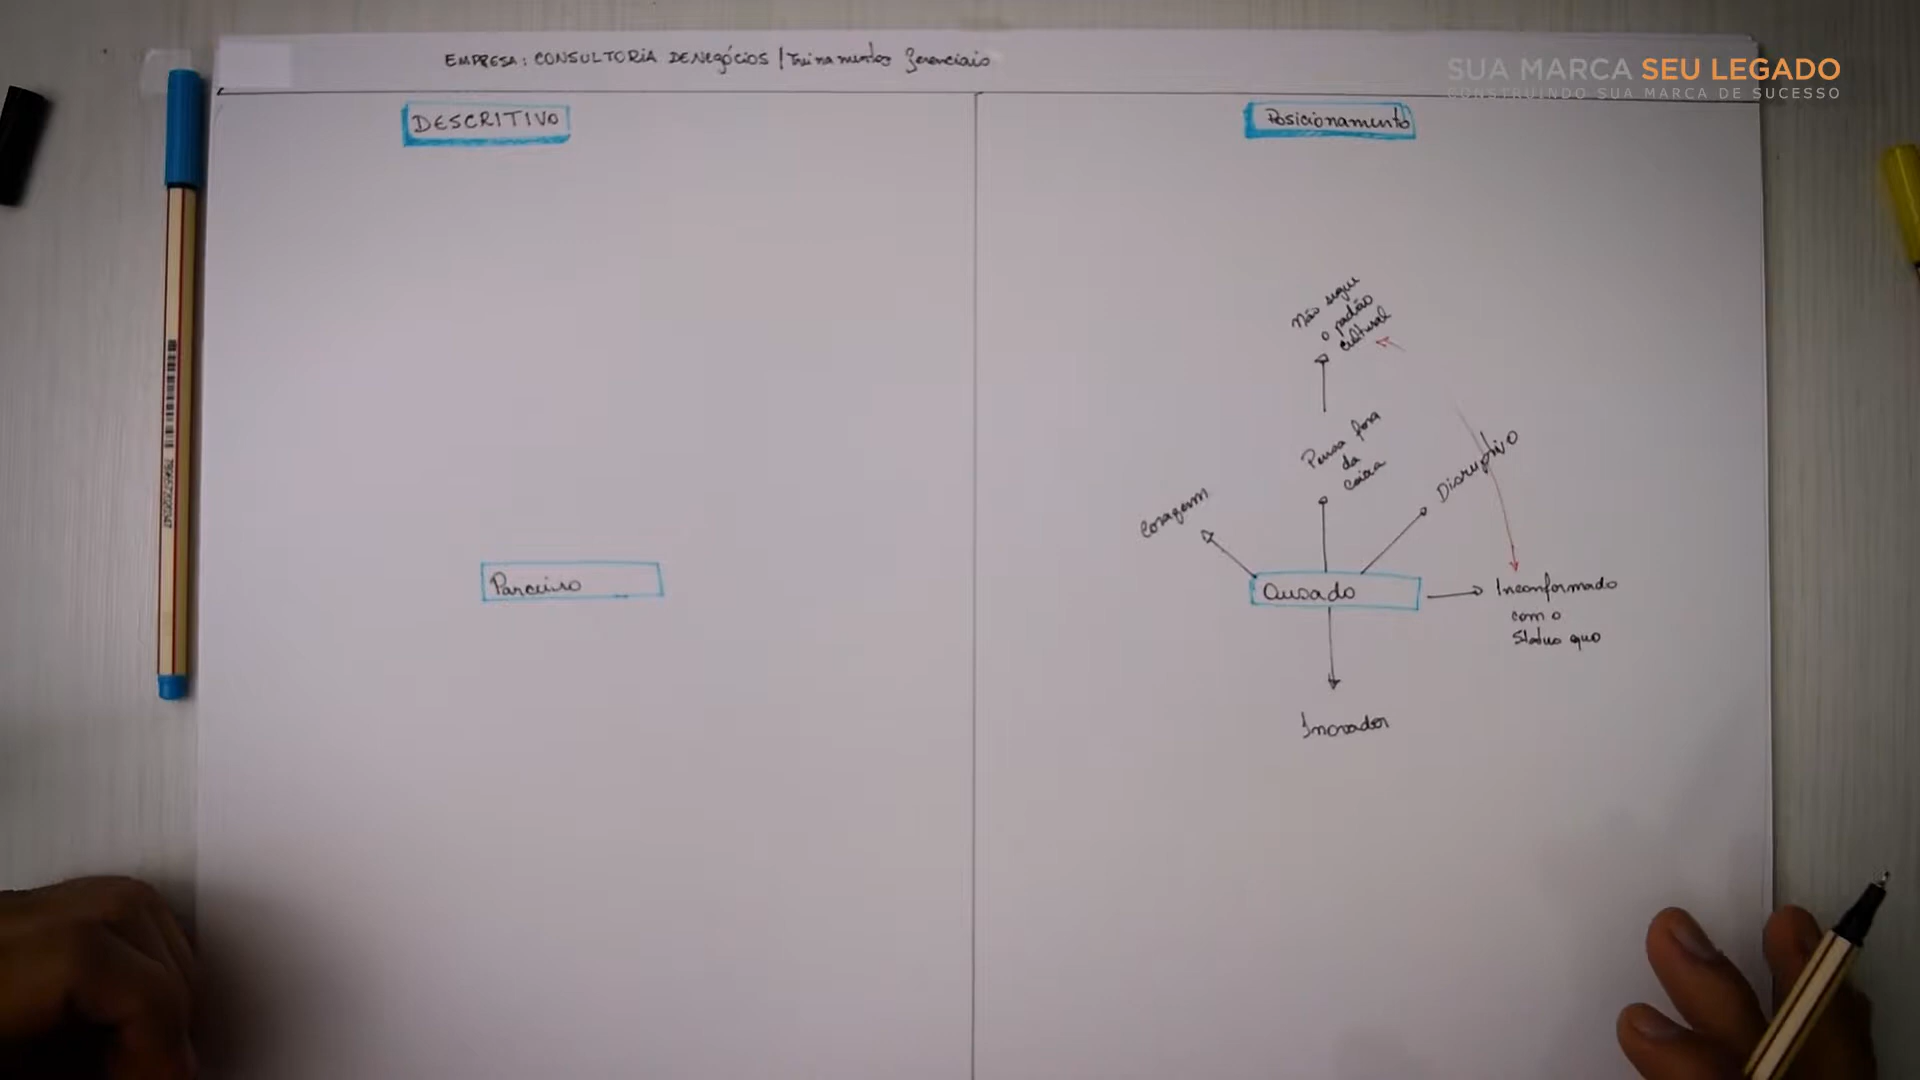 EMPRESA: CONSULTORIA DE NEGÓCIOS / Treinamentos Gerenciais
SUA MARCA SEU LEGADO
CONSTRUINDO SUA MARCA DE SUCESSO
DESCRITIVO
Posicionamento
Não segue
o padrão
cultural
Pensa fora
da
caixa
Disruptivo
Coragem
Parceiro
Ousado
Inconformado
com o
Status quo
Inovador